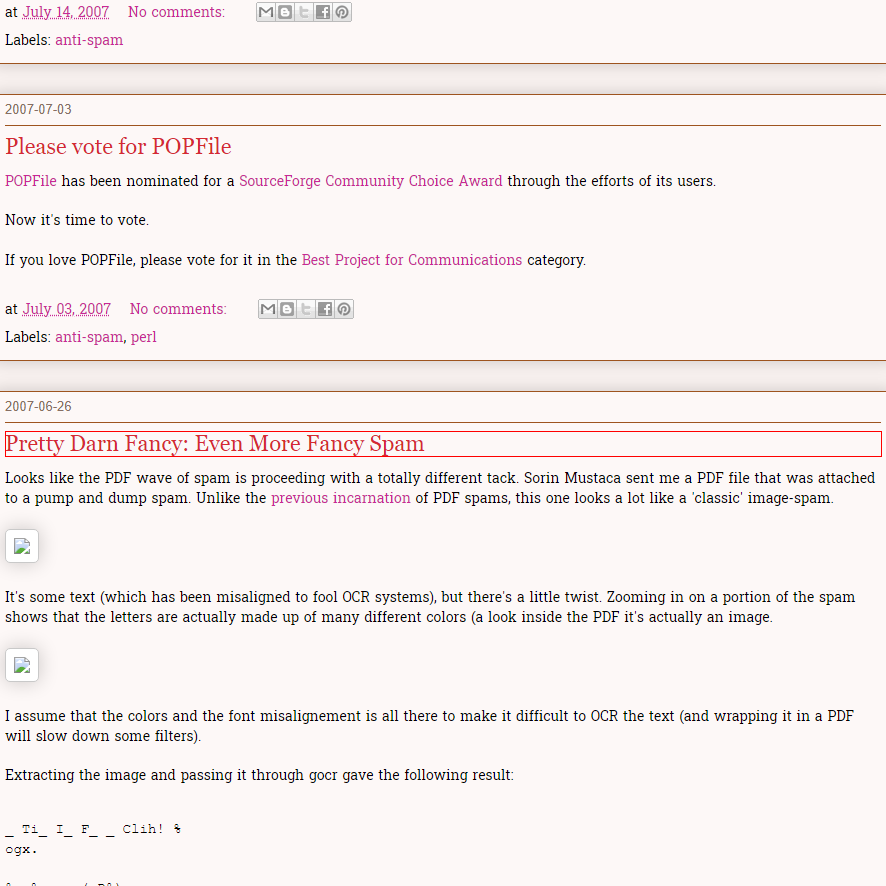 at July 14, 2007 No comments:
Labels: anti-spam
2007-07-03
Please vote for POPFile
POPFile has been nominated for a SourceForge Community Choice Award through the efforts of its users.
Now it's time to vote.
If you love POPFile, please vote for it in the Best Project for Communications category.
at July 03, 2007 No comments:
Labels: anti-spam, perl
2007-06-26
Pretty Darn Fancy: Even More Fancy Spam
Looks like the PDF wave of spam is proceeding with a totally different tack. Sorin Mustaca sent me a PDF file that was attached
to a pump and dump spam. Unlike the previous incarnation of PDF spams, this one looks a lot like a 'classic' image-spam.
It's some text (which has been misaligned to fool OCR systems), but there's a little twist. Zooming in on a portion of the spam
shows that the letters are actually made up of many different colors (a look inside the PDF it's actually an image.
I assume that the colors and the font misalignement is all there to make it difficult to OCR the text (and wrapping it in a PDF
will slow down some filters).
Extracting the image and passing it through gocr gave the following result:
_ Ti_ I_ F_ _ Clih! %
ogx.